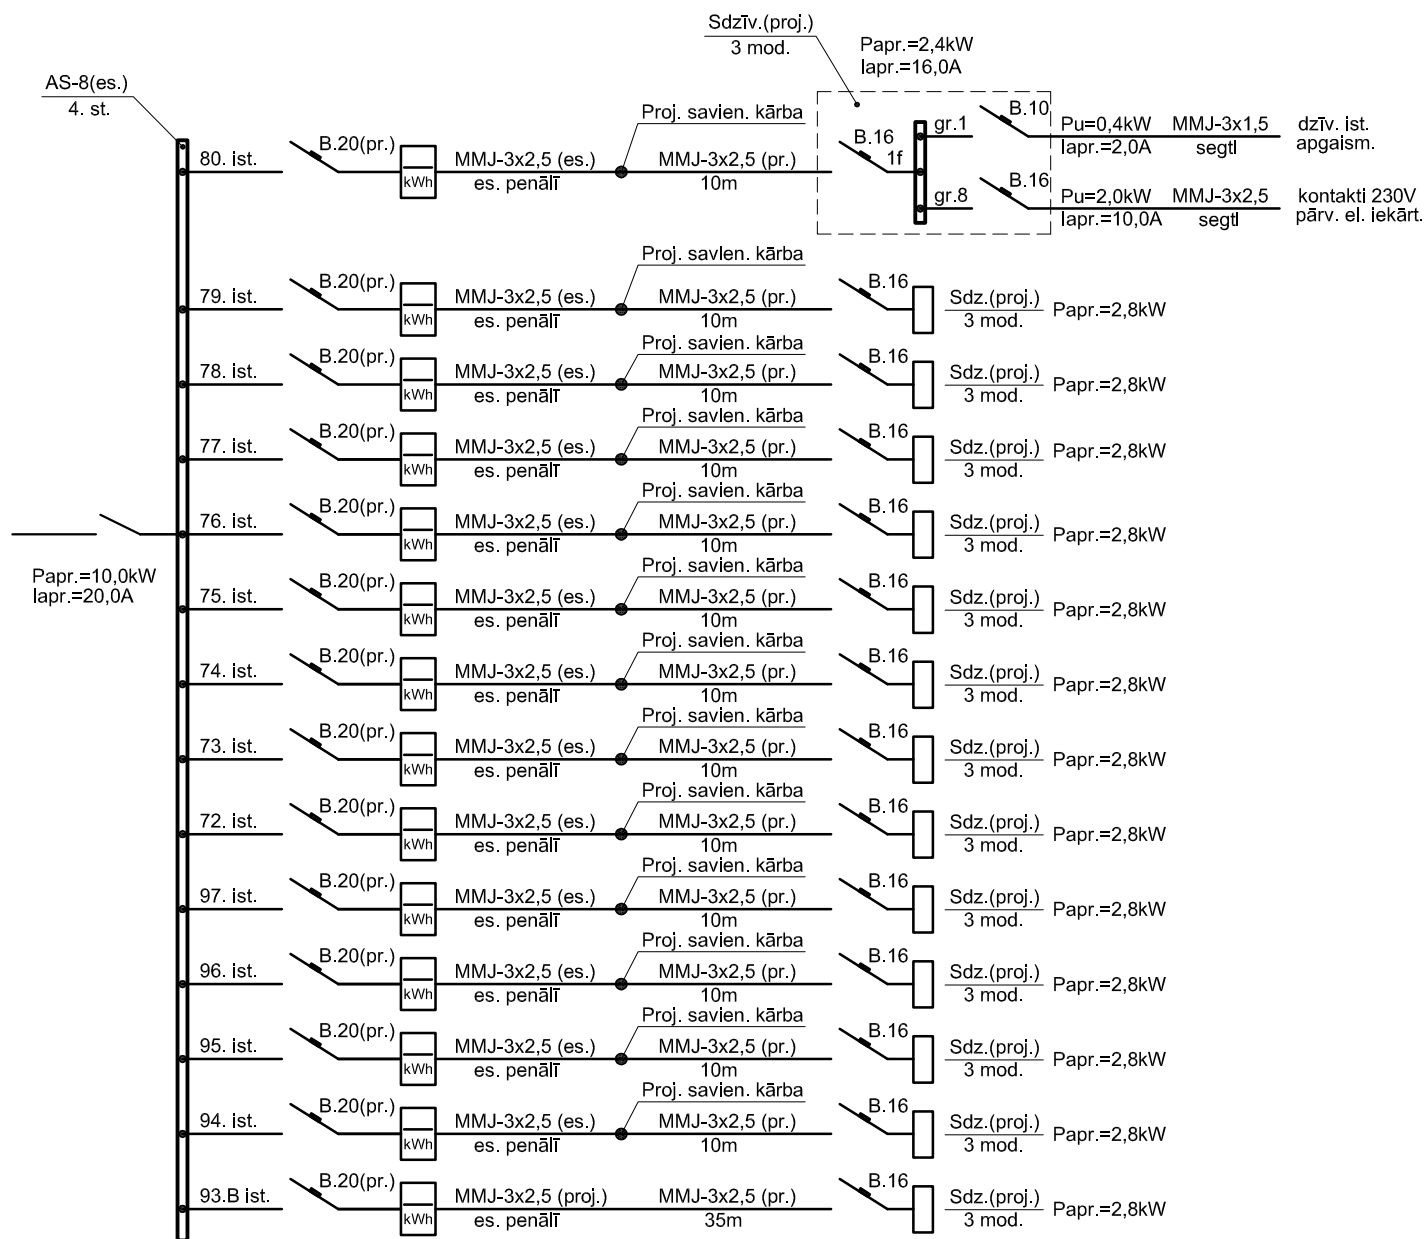 Sdzīv.(proj.)
3 mod.
Papr.=2,4kW
Iapr.=16,0A
AS-8(es.)
4. st.
Proj. savien. kārba
80. ist.
B.20(pr.)
kWh
MMJ-3x2,5 (es.)
es. penālī
MMJ-3x2,5 (pr.)
10m
B.16
1f
gr.1
B.10
Pu=0,4kW
Iapr.=2,0A
MMJ-3x1,5
segtl
dzīv. ist.
apgaism.
gr.8
B.16
Pu=2,0kW
Iapr.=10,0A
MMJ-3x2,5
segtl
kontakti 230V
pārv. el. iekārt.
Proj. savlen. kārba
79. ist.
B.20(pr.)
kWh
MMJ-3x2,5 (es.)
es. penālī
MMJ-3x2,5 (pr.)
10m
B.16
Sdz.(proj.)
3 mod.
Papr.=2,8kW
Proj. savien. kārba
78. ist.
B.20(pr.)
kWh
MMJ-3x2,5 (es.)
es. penālī
MMJ-3x2,5 (pr.)
10m
B.16
Sdz.(proj.)
3 mod.
Papr.=2,8kW
Proj. savien. kārba
77. ist.
B.20(pr.)
kWh
MMJ-3x2,5 (es.)
es. penālī
MMJ-3x2,5 (pr.)
10m
B.16
Sdz.(proj.)
3 mod.
Papr.=2,8kW
Proj. savien. kārba
76. ist.
B.20(pr.)
kWh
MMJ-3x2,5 (es.)
es. penālī
MMJ-3x2,5 (pr.)
10m
B.16
Sdz.(proj.)
3 mod.
Papr.=2,8kW
Papr.=10,0kW
Iapr.=20,0A
Proj. savien. kārba
75. ist.
B.20(pr.)
kWh
MMJ-3x2,5 (es.)
es. penālī
MMJ-3x2,5 (pr.)
10m
B.16
Sdz.(proj.)
3 mod.
Papr.=2,8kW
Proj. savien. kārba
74. ist.
B.20(pr.)
kWh
MMJ-3x2,5 (es.)
es. penālī
MMJ-3x2,5 (pr.)
10m
B.16
Sdz.(proj.)
3 mod.
Papr.=2,8kW
Proj. savien. kārba
73. ist.
B.20(pr.)
kWh
MMJ-3x2,5 (es.)
es. penālī
MMJ-3x2,5 (pr.)
10m
B.16
Sdz.(proj.)
3 mod.
Papr.=2,8kW
Proj. savien. kārba
72. ist.
B.20(pr.)
kWh
MMJ-3x2,5 (es.)
es. penālī
MMJ-3x2,5 (pr.)
10m
B.16
Sdz.(proj.)
3 mod.
Papr.=2,8kW
Proj. savien. kārba
97. ist.
B.20(pr.)
kWh
MMJ-3x2,5 (es.)
es. penālī
MMJ-3x2,5 (pr.)
10m
B.16
Sdz.(proj.)
3 mod.
Papr.=2,8kW
Proj. savien. kārba
96. ist.
B.20(pr.)
kWh
MMJ-3x2,5 (es.)
es. penālī
MMJ-3x2,5 (pr.)
10m
B.16
Sdz.(proj.)
3 mod.
Papr.=2,8kW
Proj. savien. kārba
95. ist.
B.20(pr.)
kWh
MMJ-3x2,5 (es.)
es. penālī
MMJ-3x2,5 (pr.)
10m
B.16
Sdz.(proj.)
3 mod.
Papr.=2,8kW
Proj. savien. kārba
94. ist.
B.20(pr.)
kWh
MMJ-3x2,5 (es.)
es. penālī
MMJ-3x2,5 (pr.)
10m
B.16
Sdz.(proj.)
3 mod.
Papr.=2,8kW
93.B ist.
B.20(pr.)
kWh
MMJ-3x2,5 (proj.)
es. penālī
MMJ-3x2,5 (pr.)
35m
B.16
Sdz.(proj.)
3 mod.
Papr.=2,8kW